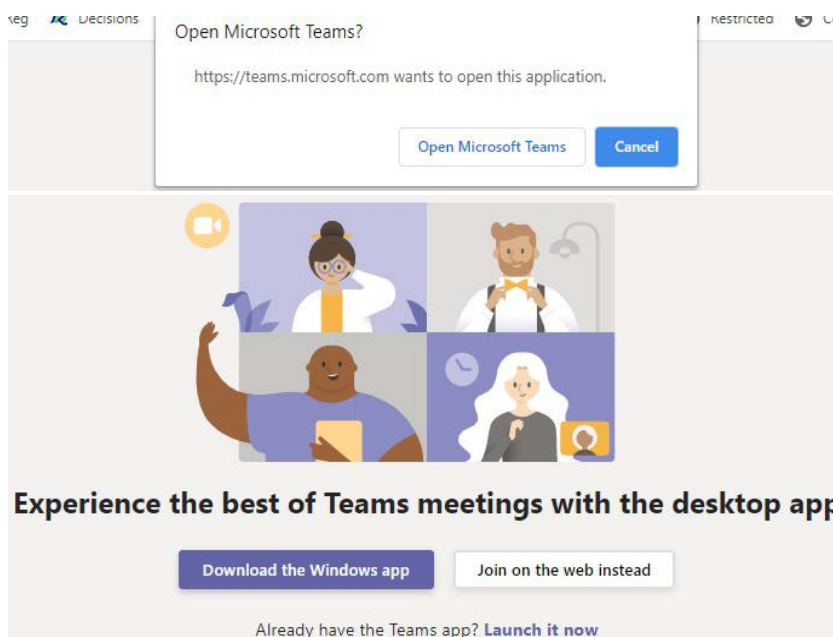 Decisions
Restricted
Open Microsoft Teams?
https://teams.microsoft.com wants to open this application.
Open Microsoft Teams
Cancel
Experience the best of Teams meetings with the desktop app
Download the Windows app
Join on the web instead
Already have the Teams app? Launch it now